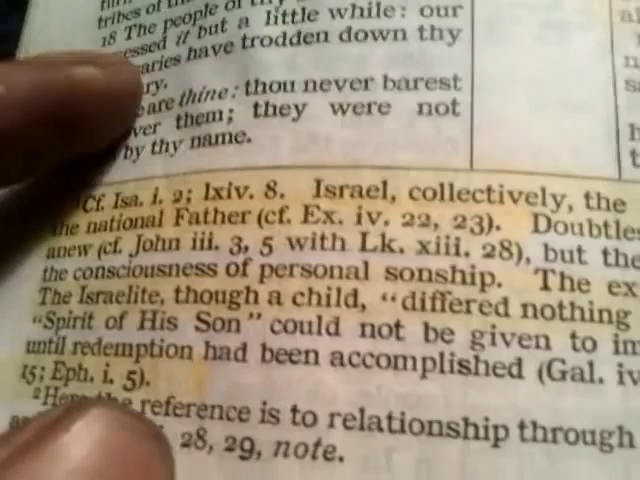 tribes of
18 The people of
essed it but a little while: our
aries have trodden down thy
ry.
are thine: thou never barest
ver them; they were not
by thy name.
Cf. Isa. i. 2; lxiv. 8. Israel, collectively, the
the national Father (cf. Ex. iv. 22, 23). Doubtles
anew (cf. John iii. 3, 5 with Lk. xiii. 28), but the
the consciousness of personal sonship. The ex
The Israelite, though a child, "differed nothing
"Spirit of His Son" could not be given to im
until redemption had been accomplished (Gal. iv
15; Eph. i. 5).
2 Here the reference is to relationship through
28, 29, note.